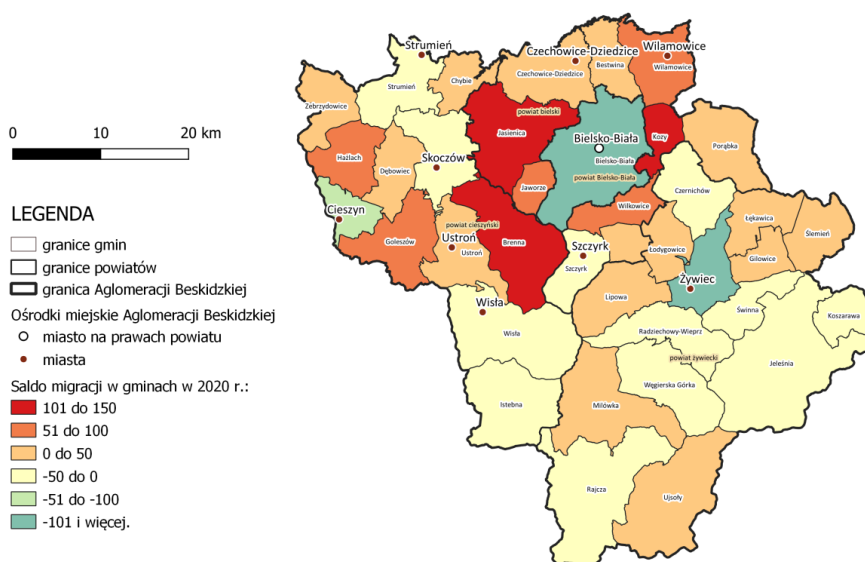 0 10 20 km
LEGENDA
granice gmin
granice powiatów
granica Aglomeracji Beskidzkiej
Ośrodki miejskie Aglomeracji Beskidzkiej
miasto na prawach powiatu
miasta
Saldo migracji w gminach w 2020 r.:
101 do 150
51 do 100
0 do 50
-50 do 0
-51 do -100
-101 i więcej.
Strumień
Czechowice-Dziedzice
Wilamowice
Bestwina
Wilamowice
Czechowice-Dziedzice
Chybie
Strumień
Zebrzydowice
powiat bielski
Jasienica
Kozy
Bielsko-Biała
Porąbka
Hażlach
Skoczów
Bielsko-Biała
Dębowiec
powiat Bielsko-Biała
Jaworze
Czernichów
Cieszyn
Wilkowice
Łękawica
powiat cieszyński
Ślemień
Goleszów
Ustroń
Brenna
Szczyrk
Łodygowice
Ustroń
Gilowice
Szczyrk
Żywiec
Lipowa
Wisła
Świnna
Koszarawa
Wisła
Radziechowy-Wieprz
powiat żywiecki
Jeleśnia
Węgierska Górka
Istebna
Milówka
Rajcza
Ujsoły